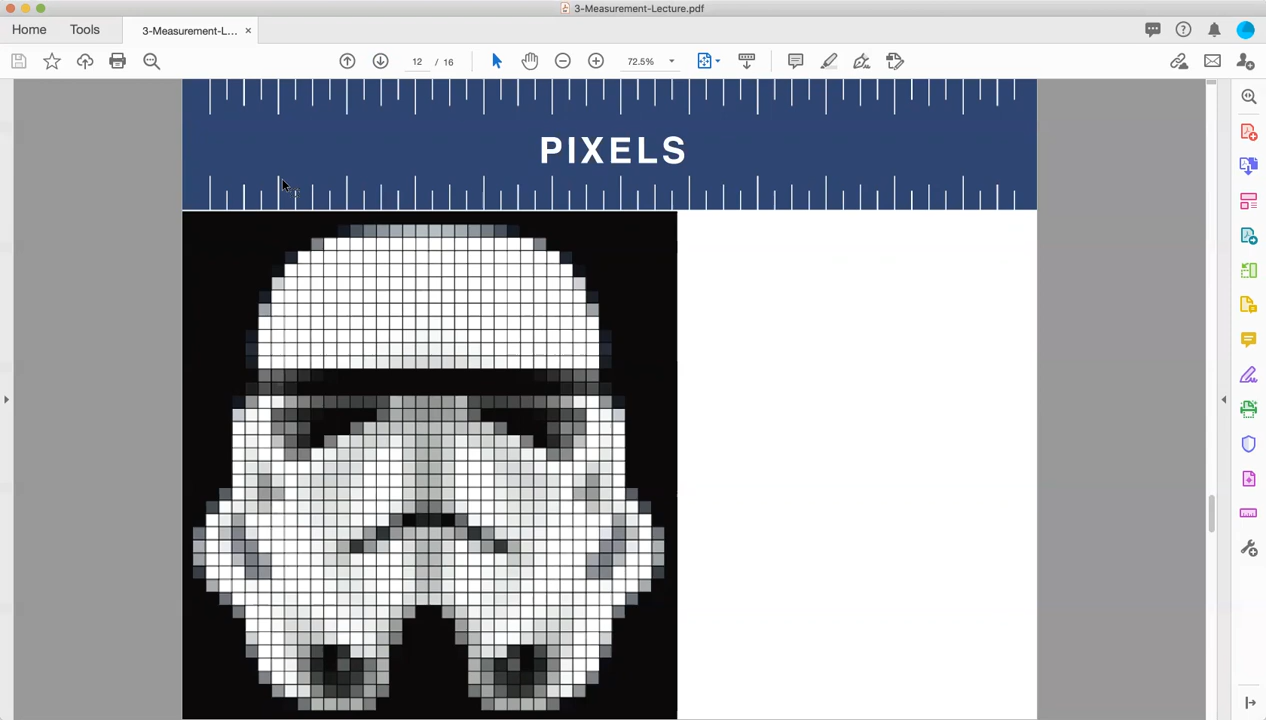 3-Measurement-Lecture.pdf
Home
Tools
3-Measurement-L...
12 / 16
72.5%
PIXELS